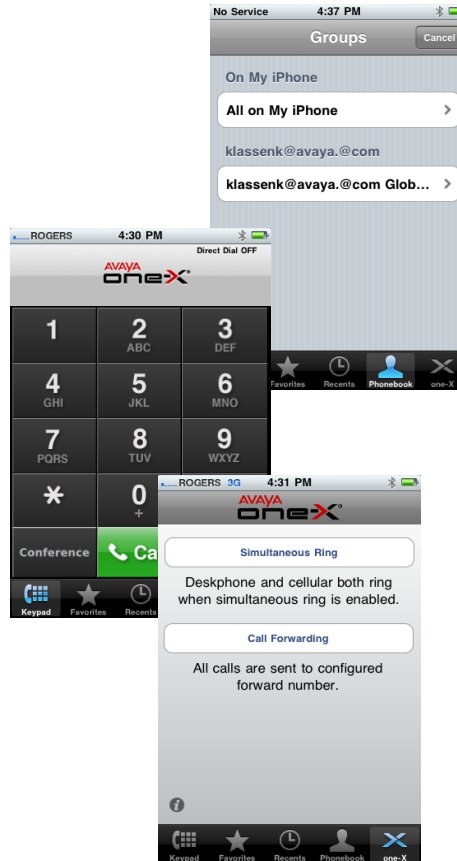 No Service 4:37 PM
Groups Cancel
On My iPhone
All on My iPhone
klassenk@avaya.@com
klassenk@avaya.@com Glob...
Favorites Recents Phonebook one-X
ROGERS 4:30 PM
Direct Dial OFF
AVAYA
one-X®
1 2 3
ABC DEF
4 5 6
GHI JKL MNO
7 8 9
PQRS TUV WXYZ
* 0
+
Conference Ca
Keypad Favorites Recents
ROGERS 3G 4:31 PM
AVAYA
one-X®
Simultaneous Ring
Deskphone and cellular both ring
when simultaneous ring is enabled.
Call Forwarding
All calls are sent to configured
forward number.
i
Keypad Favorites Recents Phonebook one-X